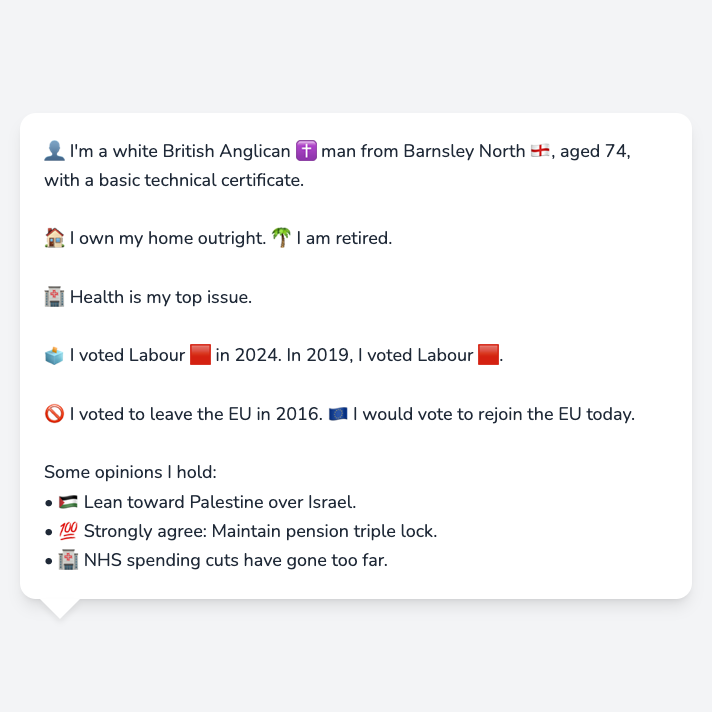 👤 I'm a white British Anglican ✝️ man from Barnsley North 🏴󠁧󠁢󠁥󠁮󠁧󠁿, aged 74,
with a basic technical certificate.
🏠 I own my home outright. 🌴 I am retired.
🏥 Health is my top issue.
🗳️ I voted Labour 🟥 in 2024. In 2019, I voted Labour 🟥.
🚫 I voted to leave the EU in 2016. 🇪🇺 I would vote to rejoin the EU today.
Some opinions I hold:
• 🇵🇸 Lean toward Palestine over Israel.
• 💯 Strongly agree: Maintain pension triple lock.
• 🏥 NHS spending cuts have gone too far.